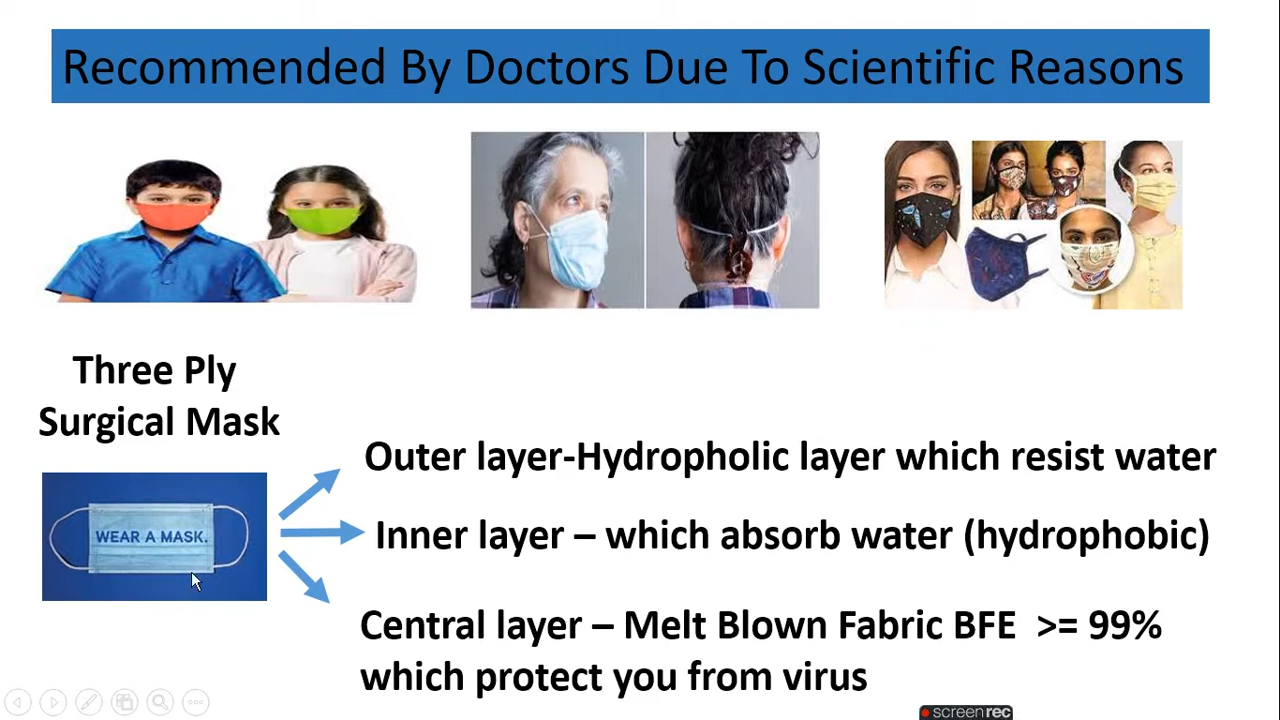 Recommended By Doctors Due To Scientific Reasons
Three Ply
Surgical Mask
WEAR A MASK.
Outer layer-Hydropholic layer which resist water
Inner layer – which absorb water (hydrophobic)
Central layer – Melt Blown Fabric BFE  >= 99%
which protect you from virus
screenrec